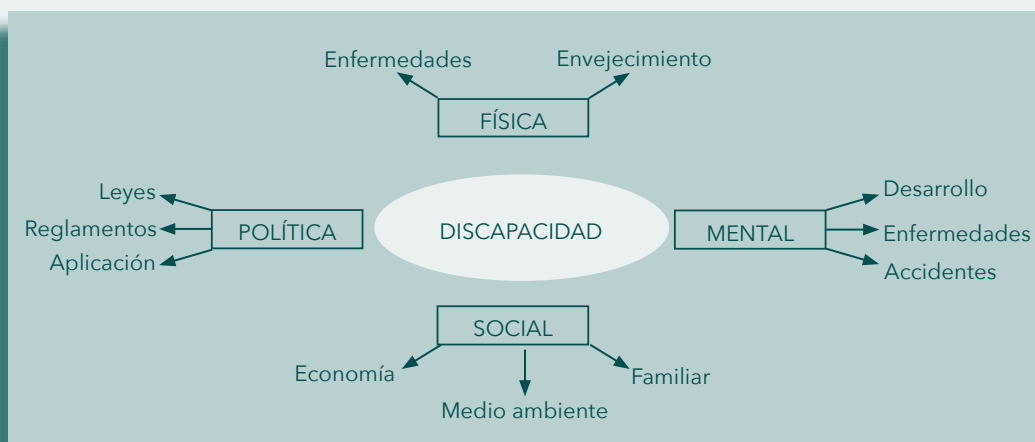 Enfermedades
Envejecimiento
FÍSICA
Leyes
Reglamentos
Aplicación
POLÍTICA
DISCAPACIDAD
MENTAL
Desarrollo
Enfermedades
Accidentes
SOCIAL
Economía
Medio ambiente
Familiar